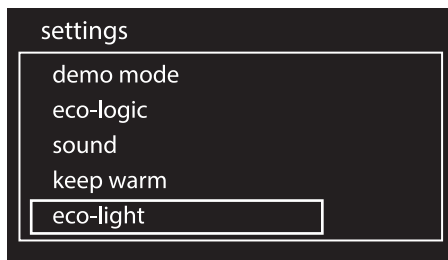 settings
demo mode
eco-logic
sound
keep warm
eco-light